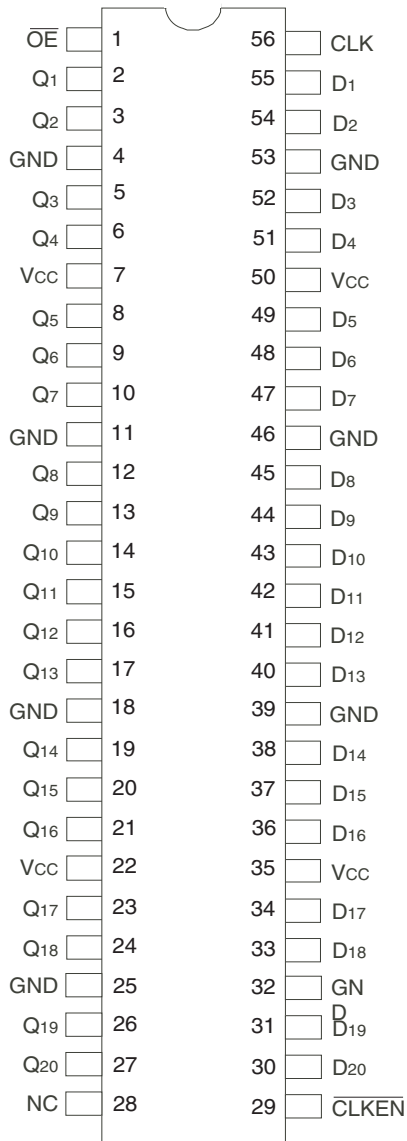 O̅E̅ 1 56 CLK
Q1 2 55 D1
Q2 3 54 D2
GND 4 53 GND
Q3 5 52 D3
Q4 6 51 D4
VCC 7 50 VCC
Q5 8 49 D5
Q6 9 48 D6
Q7 10 47 D7
GND 11 46 GND
Q8 12 45 D8
Q9 13 44 D9
Q10 14 43 D10
Q11 15 42 D11
Q12 16 41 D12
Q13 17 40 D13
GND 18 39 GND
Q14 19 38 D14
Q15 20 37 D15
Q16 21 36 D16
VCC 22 35 VCC
Q17 23 34 D17
Q18 24 33 D18
GND 25 32 GN
D
Q19 26 31 D19
Q20 27 30 D20
NC 28 29 C̅L̅K̅E̅N̅